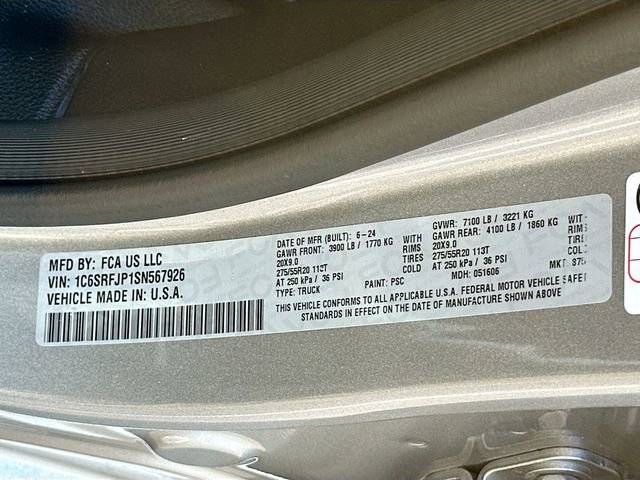 MFD BY: FCA US LLC
VIN: 1C6SRFJP1SN567926
VEHICLE MADE IN U.S.A.
DATE OF MFR (BUILT): 6-24
GAWR FRONT: 3900 LB / 1770 KG WITH
20X9.0 RIMS
275/55R20 113T TIRES
AT 250 kPa / 36 PSI COLD
TYPE: TRUCK PAINT: PSC
GVWR: 7100 LB / 3221 KG
GAWR REAR: 4100 LB / 1860 KG WITH
20X9.0 RIMS
275/55R20 113T
AT 250 kPa / 36 PSI
MDH: 051606 MKT:
THIS VEHICLE CONFORMS TO ALL APPLICABLE U.S.A. FEDERAL MOTOR VEHICLE SAFETY
STANDARDS IN EFFECT ON THE DATE OF MANUFACTURE SHOWN ABOVE